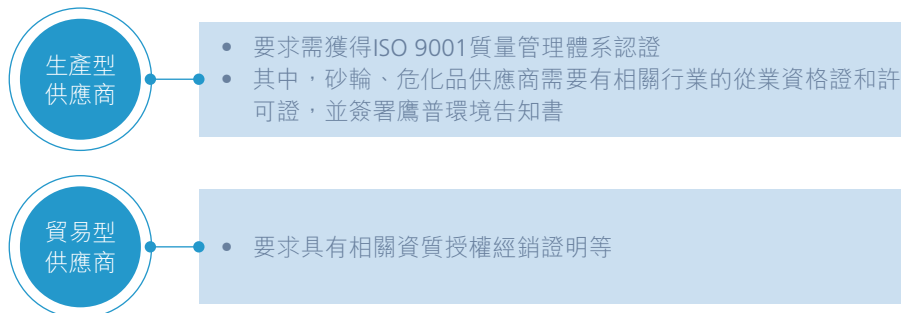 生產型
供應商
• 要求需獲得ISO 9001質量管理體系認證
• 其中，砂輪、危化品供應商需要有相關行業的從業資格證和許
可證，並簽署鷹普環境告知書
貿易型
供應商
• 要求具有相關資質授權經銷證明等